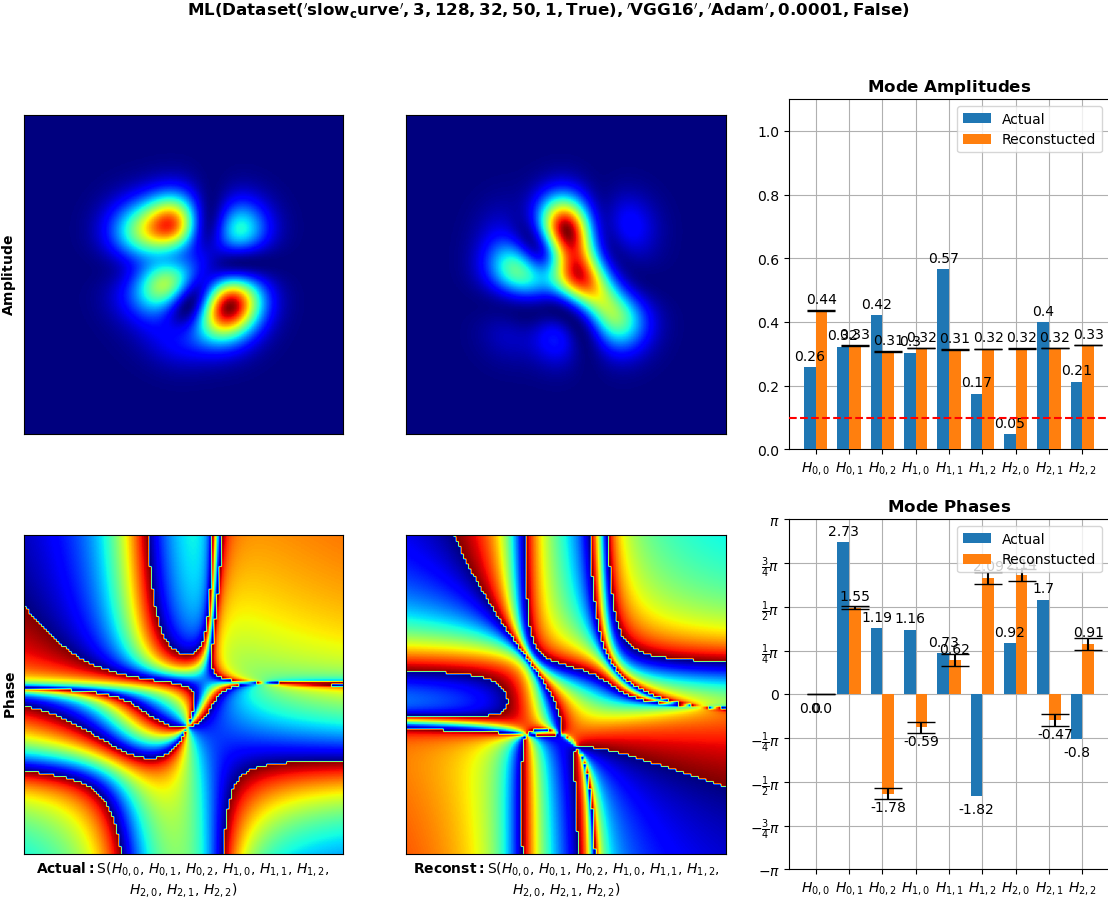 ML(Dataset('slow_curve', 3, 128, 32, 50, 1, True), 'VGG16', 'Adam', 0.0001, False)
Amplitude
Mode Amplitudes
Actual
Reconstucted
1.0
0.8
0.6
0.4
0.2
0.0
0.26
0.44
0.32
0.33
0.42
0.31
0.3
0.32
0.57
0.31
0.17
0.32
0.05
0.32
0.4
0.32
0.21
0.33
H0,0 H0,1 H0,2 H1,0 H1,1 H1,2 H2,0 H2,1 H2,2
Phase
Actual: S(H0,0, H0,1, H0,2, H1,0, H1,1, H1,2,
H2,0, H2,1, H2,2)
Reconst: S(H0,0, H0,1, H0,2, H1,0, H1,1, H1,2,
H2,0, H2,1, H2,2)
Mode Phases
Actual
Reconstucted
π
3/4π
1/2π
1/4π
0
−1/4π
−1/2π
−3/4π
−π
0.0
0.0
2.73
1.55
1.19
-1.78
1.16
-0.59
0.73
0.62
-1.82
2.09
0.92
1.7
-0.47
-0.8
0.91
H0,0 H0,1 H0,2 H1,0 H1,1 H1,2 H2,0 H2,1 H2,2